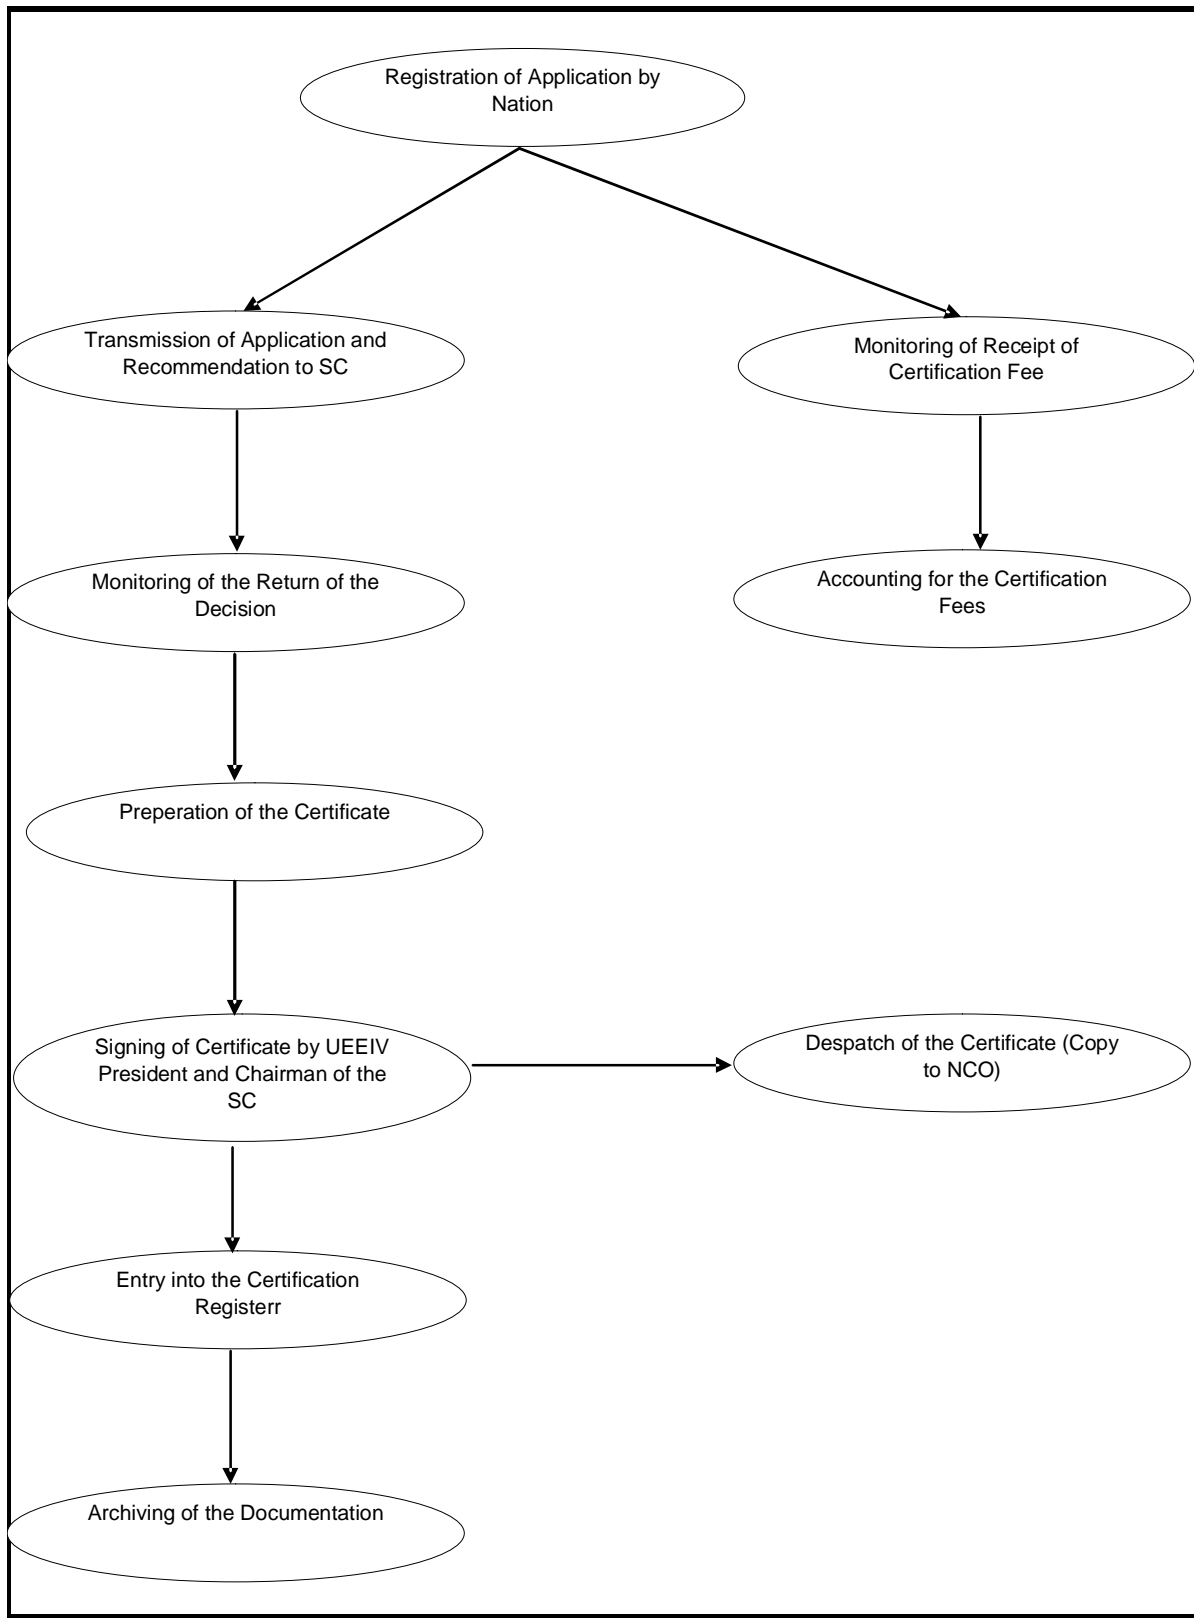 Registration of Application by
Nation
Transmission of Application and
Recommendation to SC
Monitoring of Receipt of
Certification Fee
Monitoring of the Return of the
Decision
Accounting for the Certification
Fees
Preperation of the Certificate
Signing of Certificate by UEEIV
President and Chairman of the
SC
Despatch of the Certificate (Copy
to NCO)
Entry into the Certification
Registerr
Archiving of the Documentation